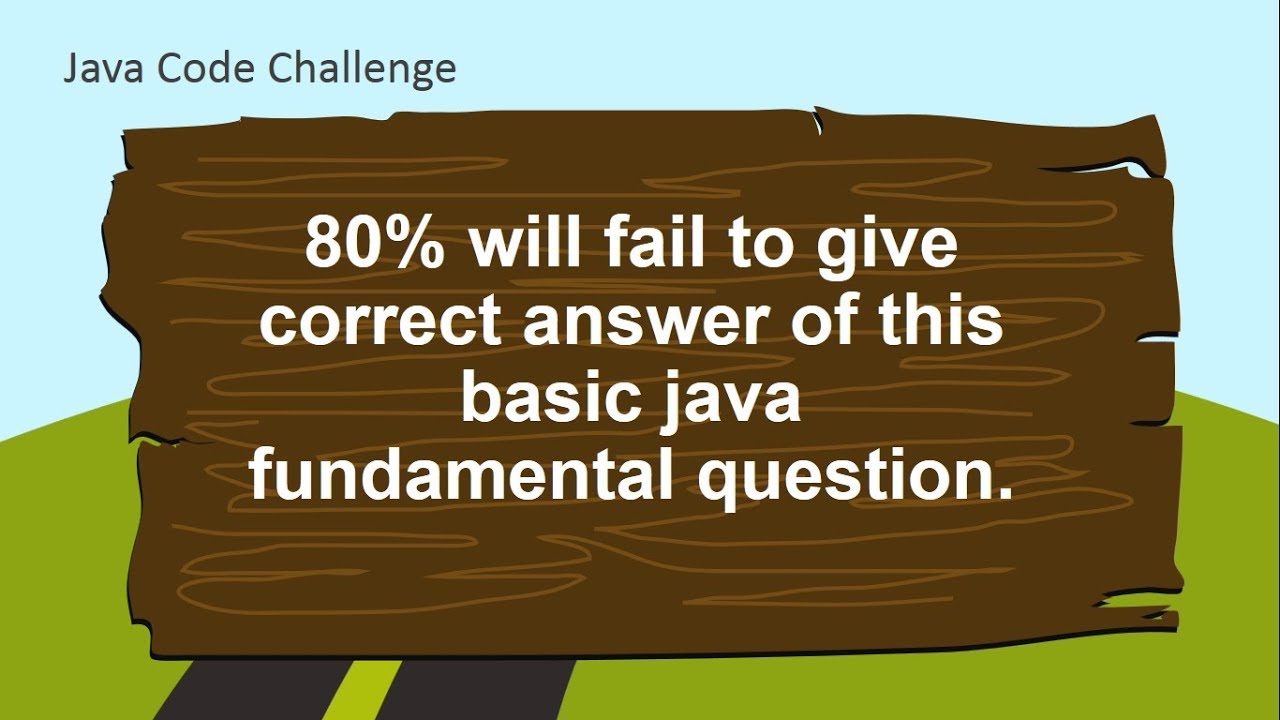 Java Code Challenge
80% will fail to give
correct answer of this
basic java
fundamental question.